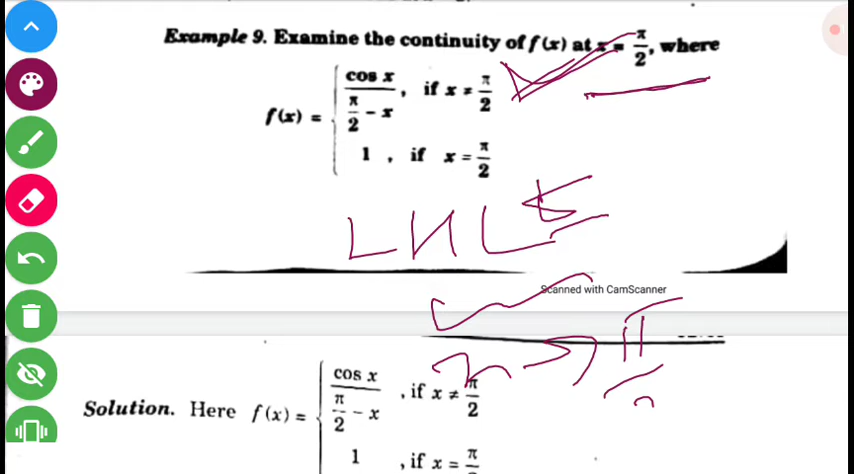 Example 9. Examine the continuity of f(x) at x = π/2, where
f(x) = { cos x / (π/2 − x), if x ≠ π/2
1, if x = π/2
LHL
Scanned with CamScanner
x → π
Solution. Here f(x) = { cos x / (π/2 − x), if x ≠ π/2
1, if x = π